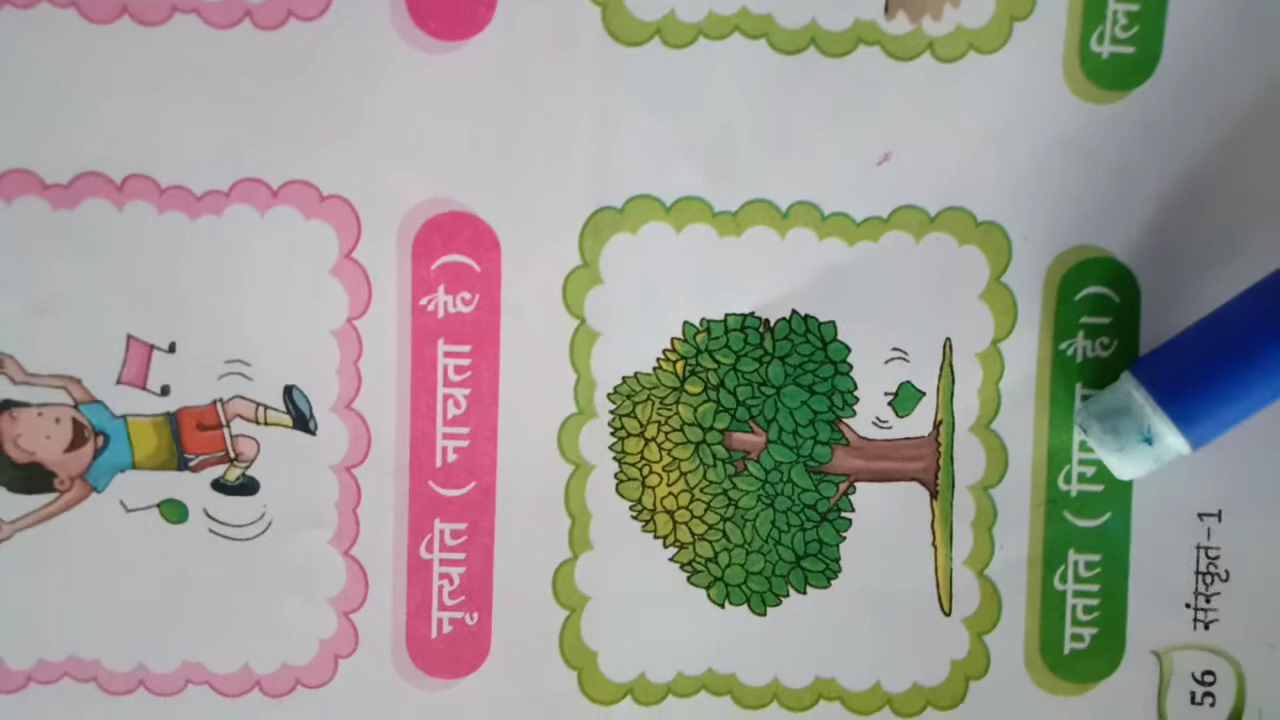 नृत्यति ( नाचता है )
पतति ( है।)
56 संस्कृत-1